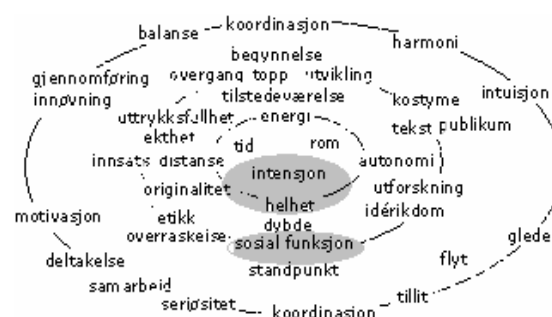 koordinasjon
balanse
harmoni
begynnelse
overgang topp utvikling
gjennomføring
innøvning
intuisjon
tilstedeværelse
kostyme
uttrykksfullhet
energi
tekst publikum
ekthet
tid
rom
innsats distanse
autonomi
intensjon
originalitet
utforskning
helhet
idérikdom
motivasjon
etikk
dybde
overraskelse
sosial funksjon
glede
deltakelse
standpunkt
flyt
samarbeid
tillit
seriøsitet
koordinasjon